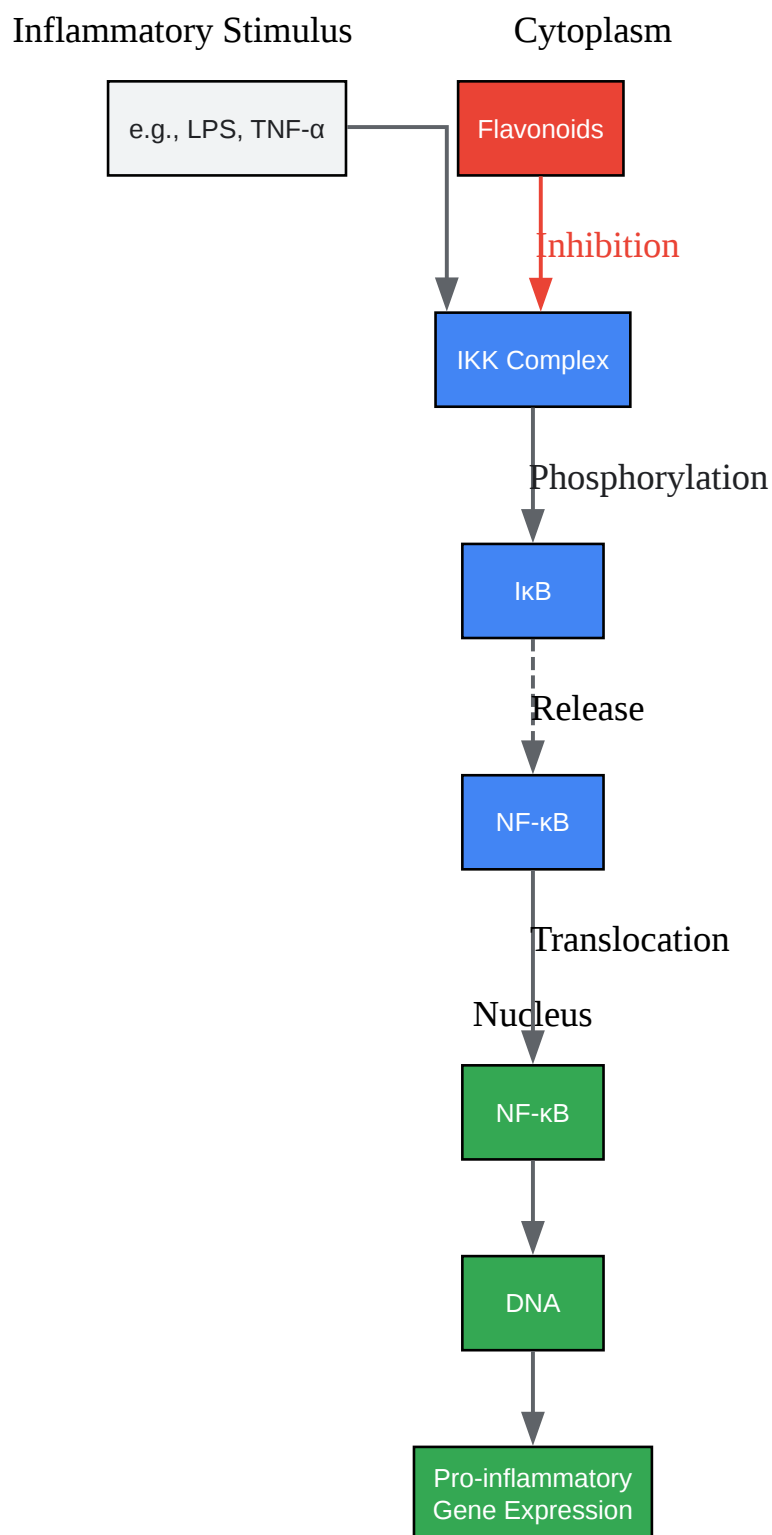 Inflammatory Stimulus
Cytoplasm
e.g., LPS, TNF-α
Flavonoids
Inhibition
IKK Complex
Phosphorylation
IκB
Release
NF-κB
Translocation
Nucleus
NF-κB
DNA
Pro-inflammatory
Gene Expression